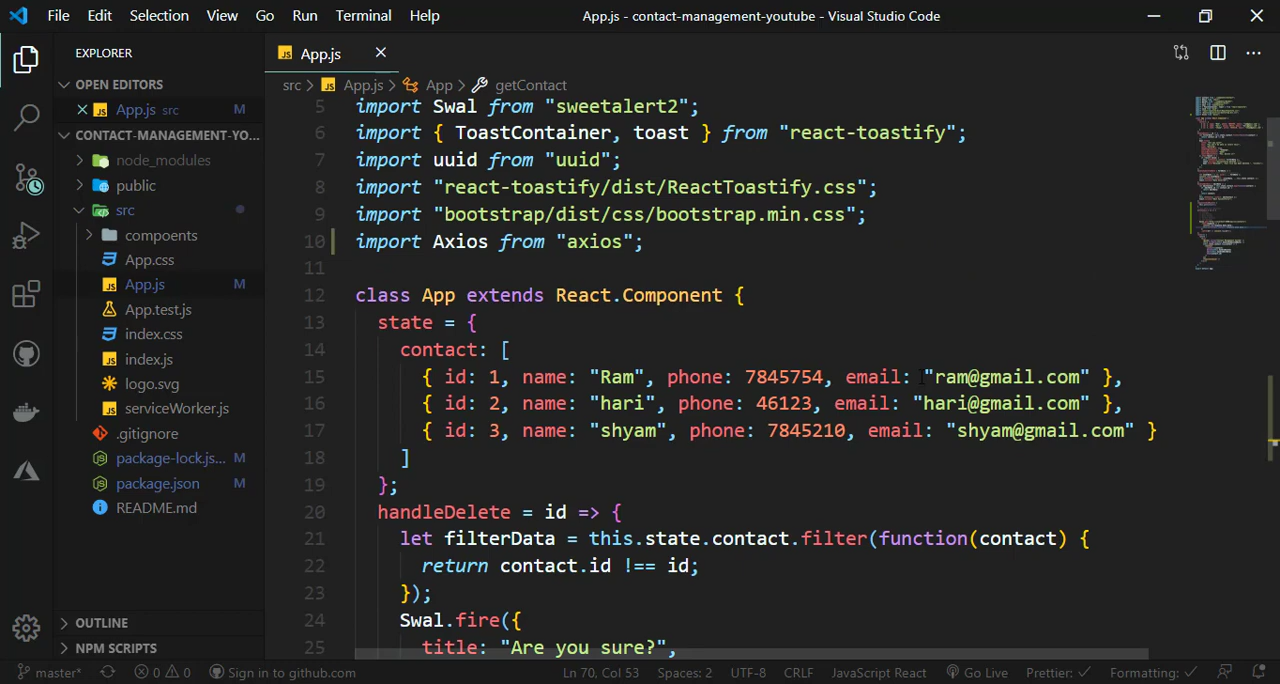 File Edit Selection View Go Run Terminal Help App.js - contact-management-youtube - Visual Studio Code
EXPLORER
OPEN EDITORS
App.js src M
CONTACT-MANAGEMENT-YO...
node_modules
public
src
compoents
App.css
App.js M
App.test.js
index.css
index.js
logo.svg
serviceWorker.js
.gitignore
package-lock.js... M
package.json M
README.md
OUTLINE
NPM SCRIPTS
App.js
src > App.js > App > getContact
5 import Swal from "sweetalert2";
6 import { ToastContainer, toast } from "react-toastify";
7 import uuid from "uuid";
8 import "react-toastify/dist/ReactToastify.css";
9 import "bootstrap/dist/css/bootstrap.min.css";
10 import Axios from "axios";
11
12 class App extends React.Component {
13 state = {
14 contact: [
15 { id: 1, name: "Ram", phone: 7845754, email: "ram@gmail.com" },
16 { id: 2, name: "hari", phone: 46123, email: "hari@gmail.com" },
17 { id: 3, name: "shyam", phone: 7845210, email: "shyam@gmail.com" }
18 ]
19 };
20 handleDelete = id => {
21 let filterData = this.state.contact.filter(function(contact) {
22 return contact.id !== id;
23 });
24 Swal.fire({
25 title: "Are you sure?",
master* 0 0 Sign in to github.com Ln 70, Col 53 Spaces: 2 UTF-8 CRLF JavaScript React Go Live Prettier: ✓ Formatting: ✓